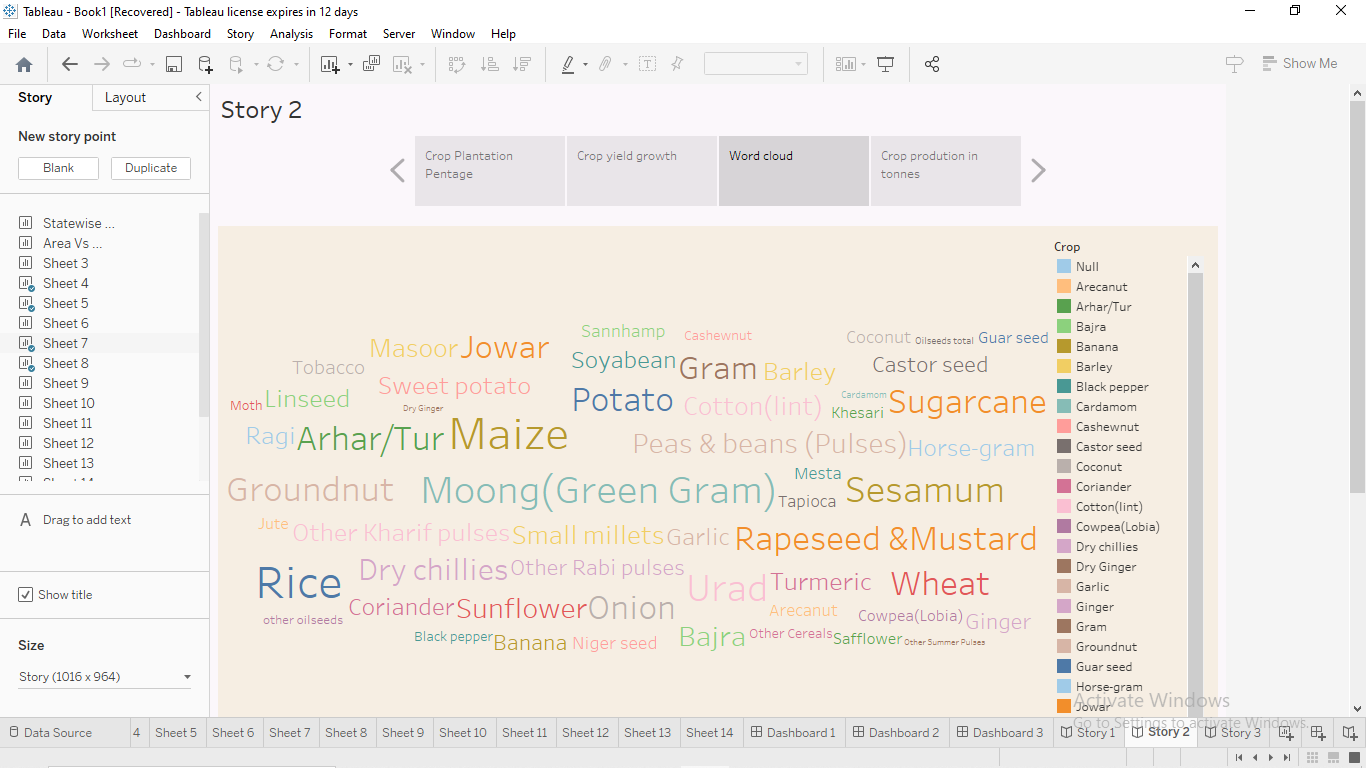 Tableau - Book1 [Recovered] - Tableau license expires in 12 days
File Data Worksheet Dashboard Story Analysis Format Server Window Help
Show Me
Story Layout
New story point
Blank Duplicate
Statewise ...
Area Vs ...
Sheet 3
Sheet 4
Sheet 5
Sheet 6
Sheet 7
Sheet 8
Sheet 9
Sheet 10
Sheet 11
Sheet 12
Sheet 13
A Drag to add text
Show title
Size
Story (1016 x 964)
Story 2
Crop Plantation
Pentage
Crop yield growth
Word cloud
Crop prodution in
tonnes
Sannhamp Cashewnut Coconut Oilseeds total Guar seed
Masoor Jowar
Tobacco Soyabean Gram Barley Castor seed
Sweet potato
Moth Linseed Dry Ginger Potato Cotton(lint) Cardamom Khesari Sugarcane
Ragi Arhar/Tur Maize Peas & beans (Pulses) Horse-gram
Groundnut Moong(Green Gram) Mesta Tapioca Sesamum
Jute Other Kharif pulses Small millets Garlic Rapeseed &Mustard
Rice Dry chillies Other Rabi pulses Urad Turmeric Wheat
other oilseeds Coriander Sunflower Onion Arecanut Cowpea(Lobia) Ginger
Black pepper Banana Niger seed Bajra Other Cereals Safflower Other Summer Pulses
Crop
Null
Arecanut
Arhar/Tur
Bajra
Banana
Barley
Black pepper
Cardamom
Cashewnut
Castor seed
Coconut
Coriander
Cotton(lint)
Cowpea(Lobia)
Dry chillies
Dry Ginger
Garlic
Ginger
Gram
Groundnut
Guar seed
Horse-gram
Jowar
Activate Windows
Go to Settings to activate Windows.
Data Source 4 Sheet 5 Sheet 6 Sheet 7 Sheet 8 Sheet 9 Sheet 10 Sheet 11 Sheet 12 Sheet 13 Sheet 14 Dashboard 1 Dashboard 2 Dashboard 3 Story 1 Story 2 Story 3